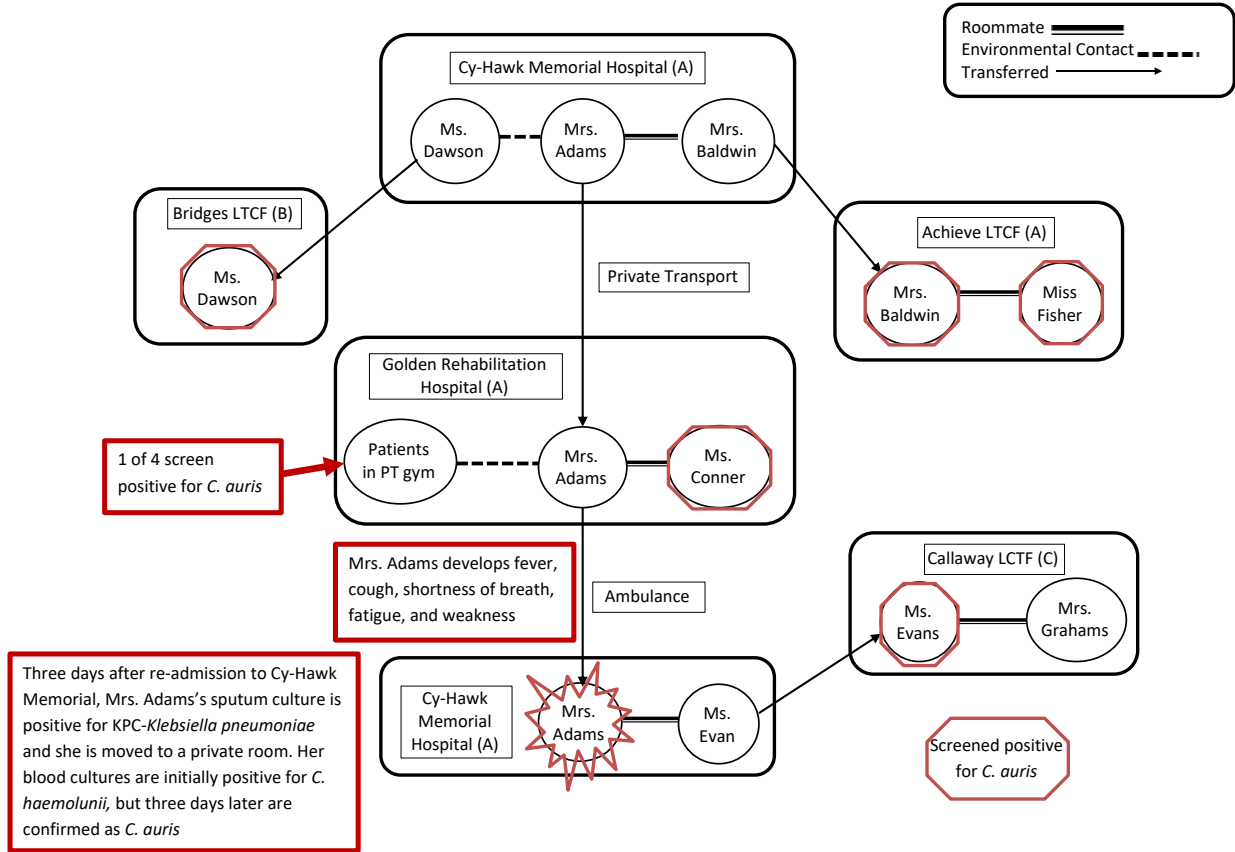 Roommate
Environmental Contact
Transferred
Cy-Hawk Memorial Hospital (A)
Ms.
Dawson
Mrs.
Adams
Mrs.
Baldwin
Bridges LTCF (B)
Ms.
Dawson
Achieve LTCF (A)
Mrs.
Baldwin
Miss
Fisher
Private Transport
Golden Rehabilitation
Hospital (A)
Patients
in PT gym
Mrs.
Adams
Ms.
Conner
1 of 4 screen
positive for C. auris
Mrs. Adams develops fever,
cough, shortness of breath,
fatigue, and weakness
Ambulance
Callaway LCTF (C)
Ms.
Evans
Mrs.
Grahams
Three days after re-admission to Cy-Hawk
Memorial, Mrs. Adams’s sputum culture is
positive for KPC-Klebsiella pneumoniae
and she is moved to a private room. Her
blood cultures are initially positive for C.
haemolunii, but three days later are
confirmed as C. auris
Cy-Hawk
Memorial
Hospital (A)
Mrs.
Adams
Ms.
Evan
Screened positive
for C. auris